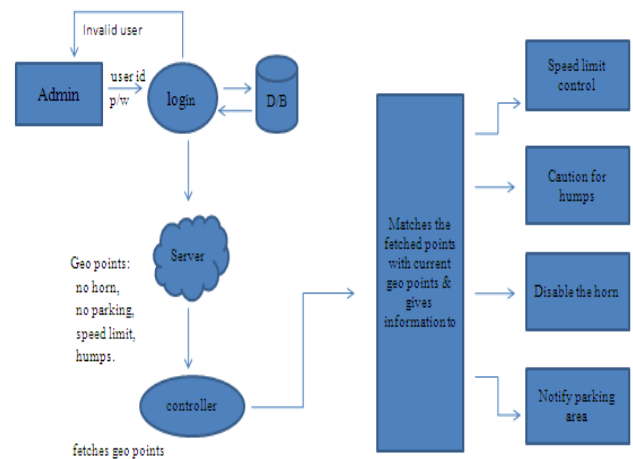 Invalid user
Admin
user id
p/w
login
D/B
Server
Geo points:
no horn,
no parking,
speed limit,
humps.
controller
fetches geo points
Matches the
fetched points
with current
geo points &
gives
information to
Speed limit
control
Caution for
humps
Disable the horn
Notify parking
area